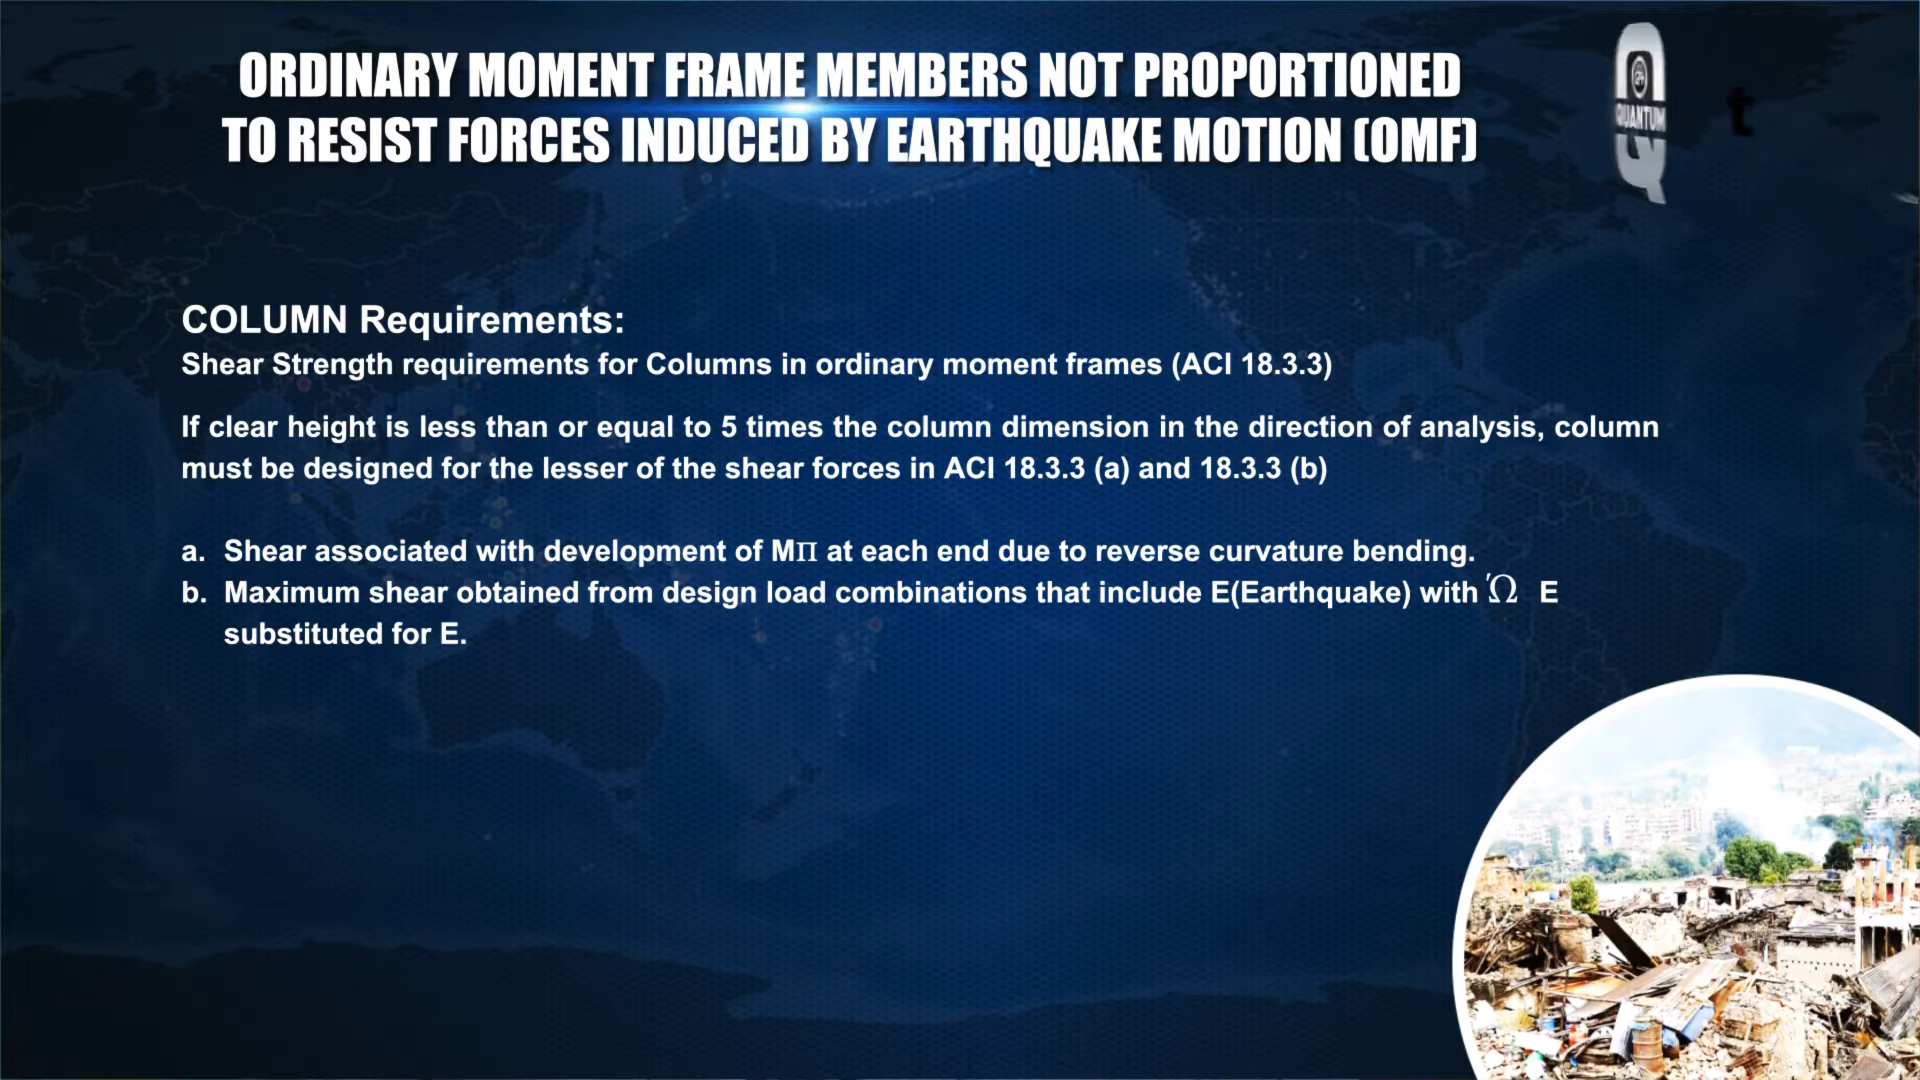 ORDINARY MOMENT FRAME MEMBERS NOT PROPORTIONED
TO RESIST FORCES INDUCED BY EARTHQUAKE MOTION (OMF)
QUANTUM
t
COLUMN Requirements:
Shear Strength requirements for Columns in ordinary moment frames (ACI 18.3.3)
If clear height is less than or equal to 5 times the column dimension in the direction of analysis, column
must be designed for the lesser of the shear forces in ACI 18.3.3 (a) and 18.3.3 (b)
a. Shear associated with development of MΠ at each end due to reverse curvature bending.
b. Maximum shear obtained from design load combinations that include E(Earthquake) with Ώ E
substituted for E.